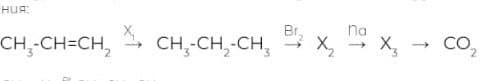 ния:
CH₃-CH=CH₂ X₁→ CH₃-CH₂-CH₃ Br₂→ X₂ Na→ X₃ → CO₂